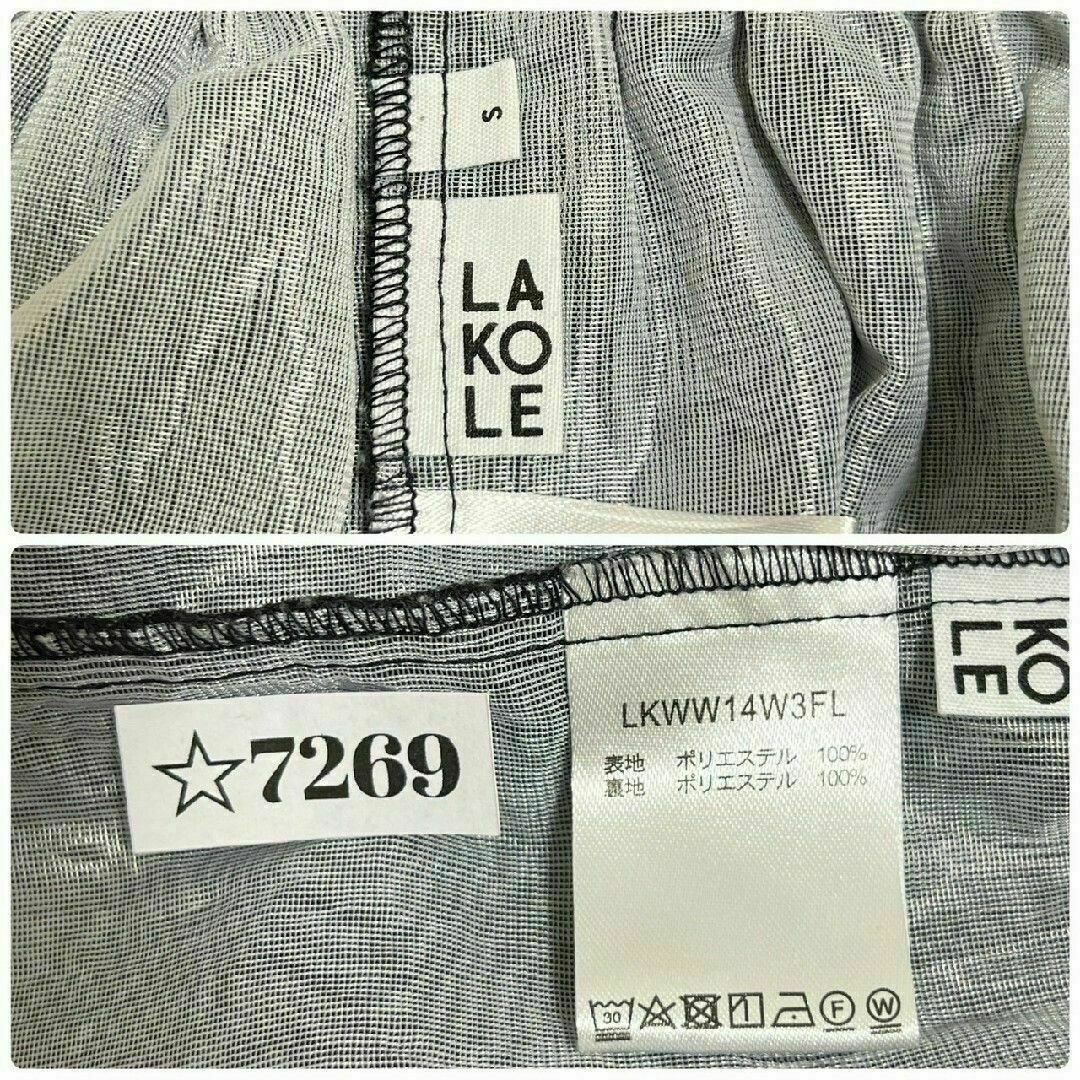 S
LA
KO
LE
KO
LE
☆7269
LKWW14W3FL
表地 ポリエステル 100%
裏地 ポリエステル 100%
30 F W